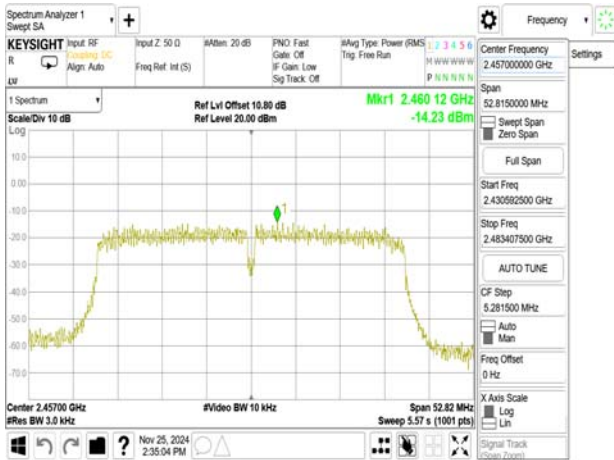 Spectrum Analyzer 1
Swept SA
+
Frequency
KEYSIGHT
R
Input: RF
Coupling: DC
Align: Auto
Input Z: 50 Ω
Freq Ref: Int (S)
#Atten: 20 dB
PNO: Fast
Gate: Off
IF Gain: Low
Sig Track: Off
#Avg Type: Power (RMS
Trig: Free Run
1 2 3 4 5 6
M W W W W W
P N N N N N
1 Spectrum
Scale/Div 10 dB
Log
Ref Lvl Offset 10.80 dB
Ref Level 20.00 dBm
Mkr1 2.460 12 GHz
-14.23 dBm
10.0
0.00
-10.0
-20.0
-30.0
-40.0
-50.0
-60.0
-70.0
1
Center 2.45700 GHz
#Res BW 3.0 kHz
#Video BW 10 kHz
Span 52.82 MHz
Sweep 5.57 s (1001 pts)
Nov 25, 2024
2:35:04 PM
?
Center Frequency
2.457000000 GHz
Span
52.8150000 MHz
Swept Span
Zero Span
Full Span
Start Freq
2.430592500 GHz
Stop Freq
2.483407500 GHz
AUTO TUNE
CF Step
5.281500 MHz
Auto
Man
Freq Offset
0 Hz
X Axis Scale
Log
Lin
Signal Track
(Span Zoom)
Settings